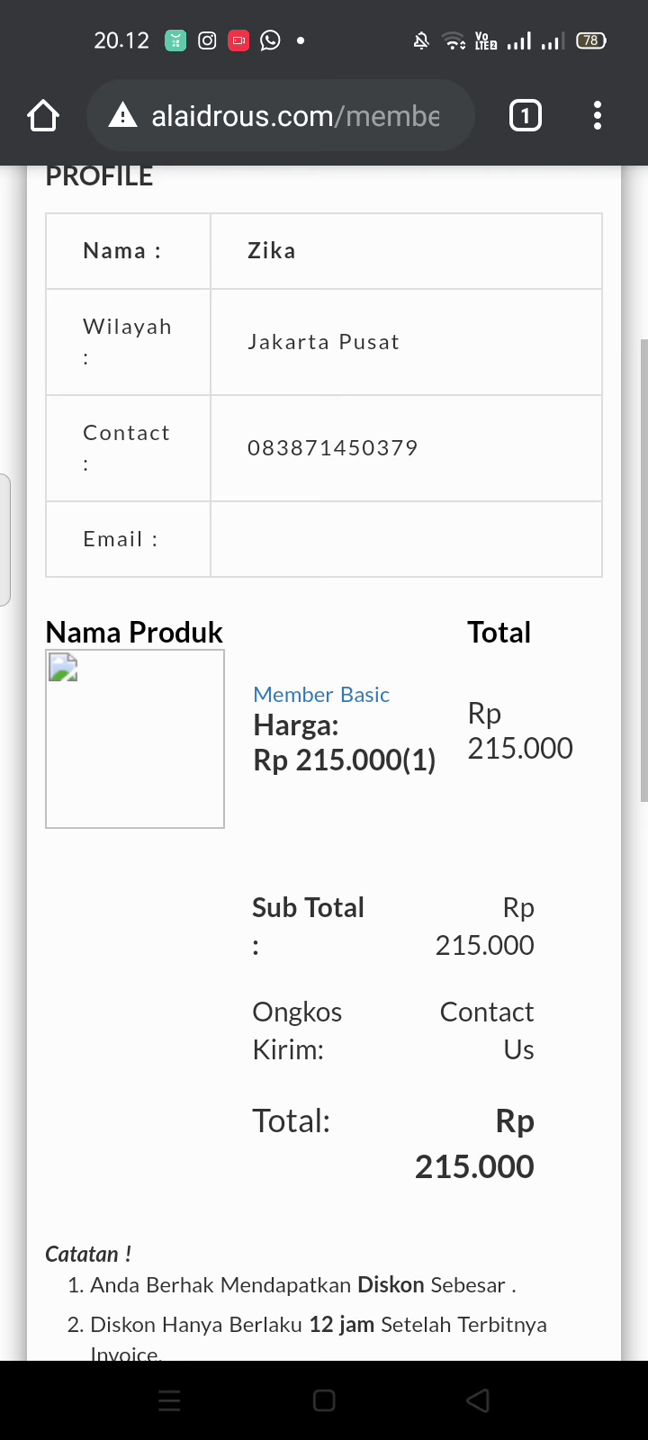 20.12
Vo
LTE2
78
alaidrous.com/membe
1
PROFILE
Nama :
Zika
Wilayah
:
Jakarta Pusat
Contact
:
083871450379
Email :
Nama Produk
Total
Member Basic
Harga:
Rp 215.000(1)
Rp
215.000
Sub Total
:
Rp
215.000
Ongkos
Kirim:
Contact
Us
Total:
Rp
215.000
Catatan !
1. Anda Berhak Mendapatkan Diskon Sebesar .
2. Diskon Hanya Berlaku 12 jam Setelah Terbitnya
Invoice.